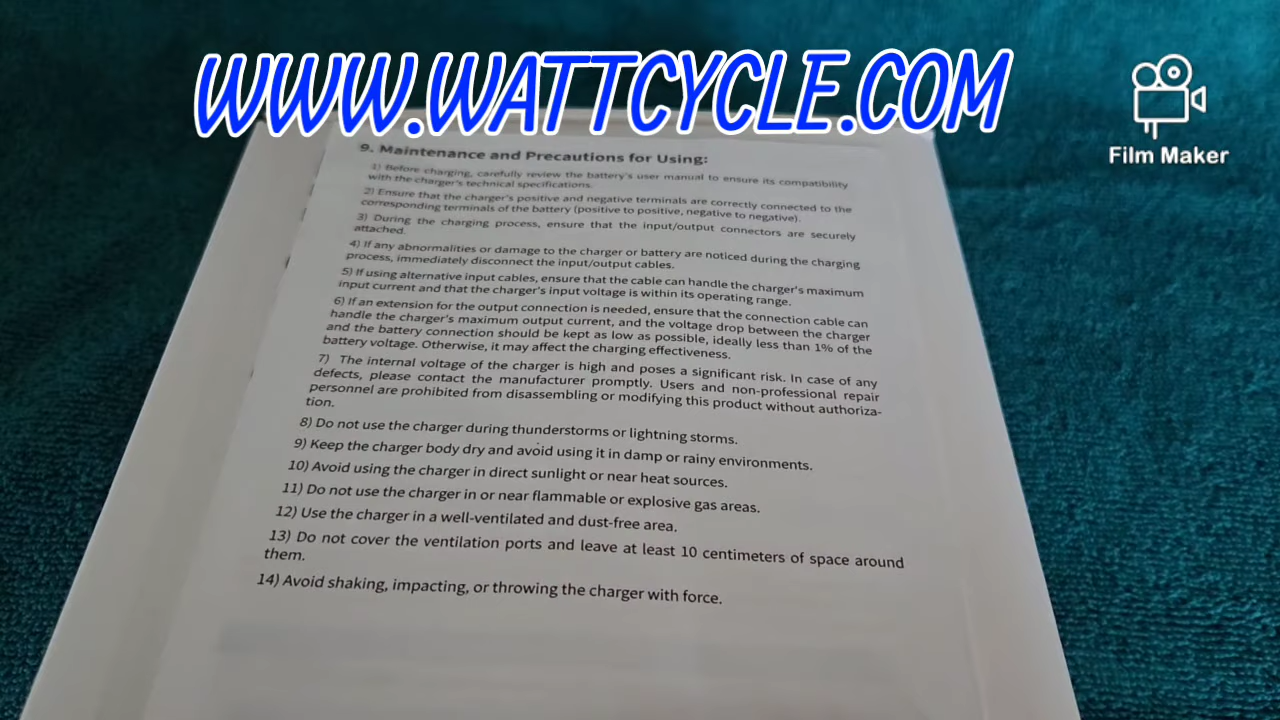 WWW.WATTCYCLE.COM
Film Maker
9. Maintenance and Precautions for Using:
1) Before charging, carefully review the battery's user manual to ensure its compatibility
with the charger's technical specifications.
2) Ensure that the charger's positive and negative terminals are correctly connected to the
corresponding terminals of the battery (positive to positive, negative to negative).
3) During the charging process, ensure that the input/output connectors are securely
attached.
4) If any abnormalities or damage to the charger or battery are noticed during the charging
process, immediately disconnect the input/output cables.
5) If using alternative input cables, ensure that the cable can handle the charger's maximum
input current and that the charger's input voltage is within its operating range.
6) If an extension for the output connection is needed, ensure that the connection cable can
handle the charger's maximum output current, and the voltage drop between the charger
and the battery connection should be kept as low as possible, ideally less than 1% of the
battery voltage. Otherwise, it may affect the charging effectiveness.
7) The internal voltage of the charger is high and poses a significant risk. In case of any
defects, please contact the manufacturer promptly. Users and non-professional repair
personnel are prohibited from disassembling or modifying this product without authoriza-
tion.
8) Do not use the charger during thunderstorms or lightning storms.
9) Keep the charger body dry and avoid using it in damp or rainy environments.
10) Avoid using the charger in direct sunlight or near heat sources.
11) Do not use the charger in or near flammable or explosive gas areas.
12) Use the charger in a well-ventilated and dust-free area.
13) Do not cover the ventilation ports and leave at least 10 centimeters of space around
them.
14) Avoid shaking, impacting, or throwing the charger with force.